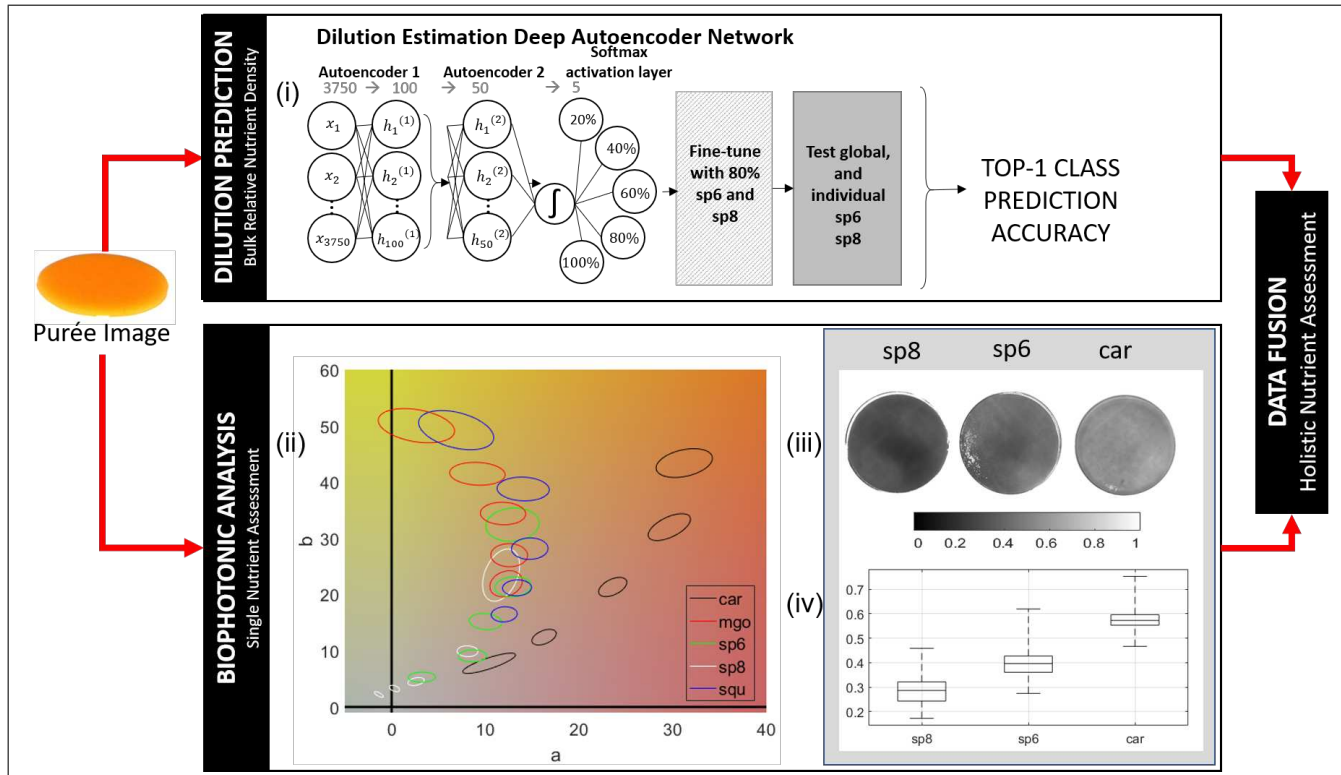 Purée Image
DILUTION PREDICTION
Bulk Relative Nutrient Density
Dilution Estimation Deep Autoencoder Network
(i)
Autoencoder 1
Autoencoder 2
Softmax
activation layer
3750 → 100 → 50 → 5
x1
x2
x3750
h1(1)
h2(1)
h100(1)
h1(2)
h2(2)
h50(2)
∫
20%
40%
60%
80%
100%
Fine-tune
with 80%
sp6 and
sp8
Test global,
and
individual
sp6
sp8
TOP-1 CLASS
PREDICTION
ACCURACY
BIOPHOTONIC ANALYSIS
Single Nutrient Assessment
(ii)
60
50
40
30
20
10
0
b
0 10 20 30 40
a
car
mgo
sp6
sp8
squ
(iii)
sp8 sp6 car
0 0.2 0.4 0.6 0.8 1
(iv)
0.7
0.6
0.5
0.4
0.3
0.2
sp8 sp6 car
DATA FUSION
Holistic Nutrient Assessment